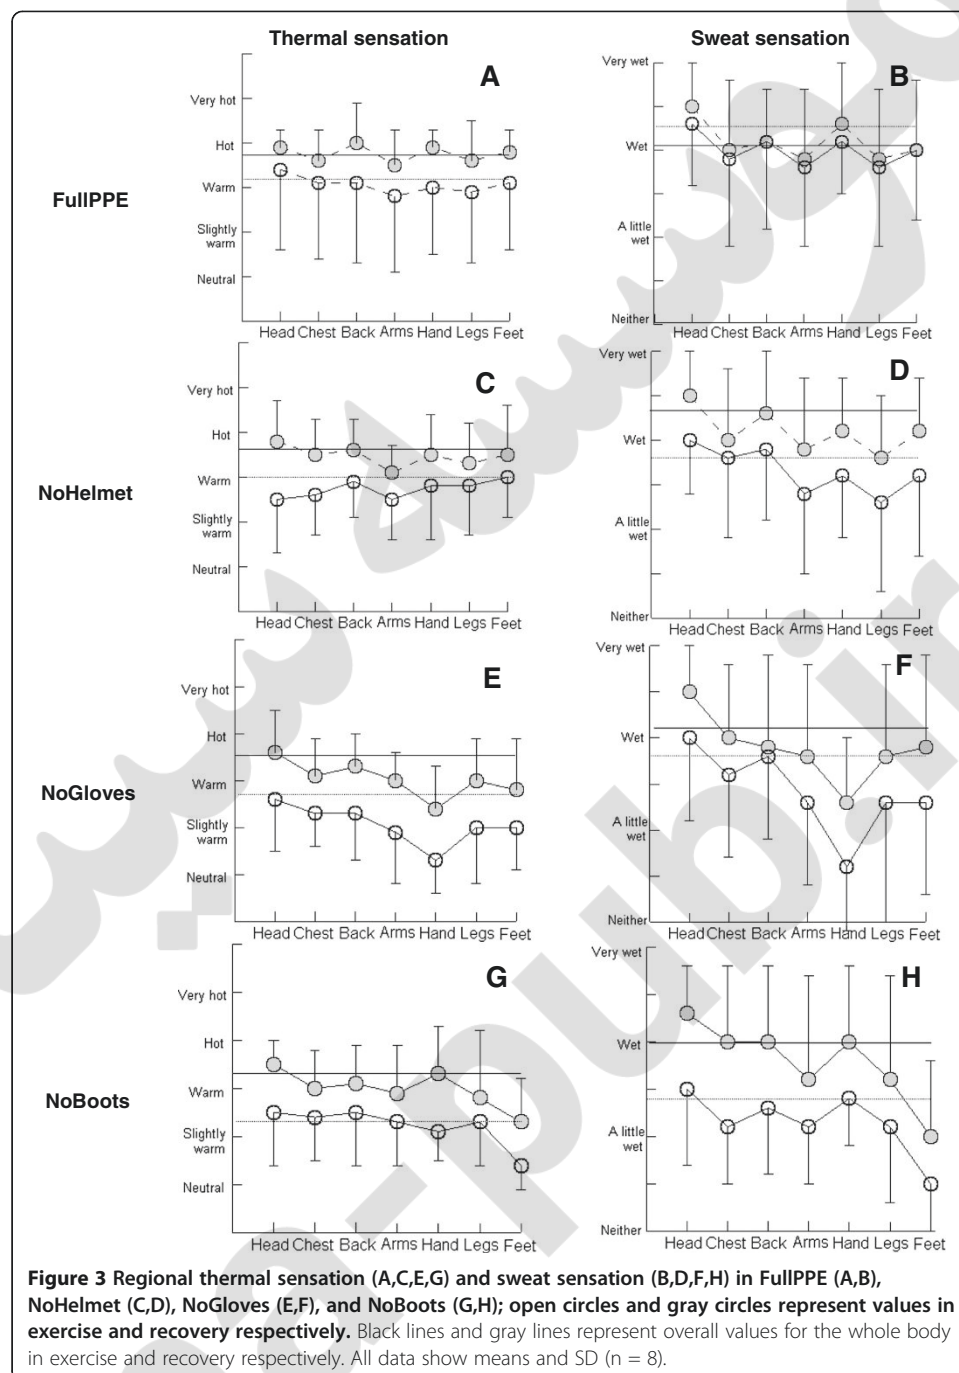 Thermal sensation
Sweat sensation
FullPPE
A
Very hot
Hot
Warm
Slightly
warm
Neutral
Head Chest Back Arms Hand Legs Feet
B
Very wet
Wet
A little
wet
Neither
Head Chest Back Arms Hand Legs Feet
NoHelmet
C
Very hot
Hot
Warm
Slightly
warm
Neutral
Head Chest Back Arms Hand Legs Feet
D
Very wet
Wet
A little
wet
Neither
Head Chest Back Arms Hand Legs Feet
NoGloves
E
Very hot
Hot
Warm
Slightly
warm
Neutral
Head Chest Back Arms Hand Legs Feet
F
Very wet
Wet
A little
wet
Neither
Head Chest Back Arms Hand Legs Feet
NoBoots
G
Very hot
Hot
Warm
Slightly
warm
Neutral
Head Chest Back Arms Hand Legs Feet
H
Very wet
Wet
A little
wet
Neither
Head Chest Back Arms Hand Legs Feet
Figure 3 Regional thermal sensation (A,C,E,G) and sweat sensation (B,D,F,H) in FullPPE (A,B),
NoHelmet (C,D), NoGloves (E,F), and NoBoots (G,H); open circles and gray circles represent values in
exercise and recovery respectively. Black lines and gray lines represent overall values for the whole body
in exercise and recovery respectively. All data show means and SD (n = 8).